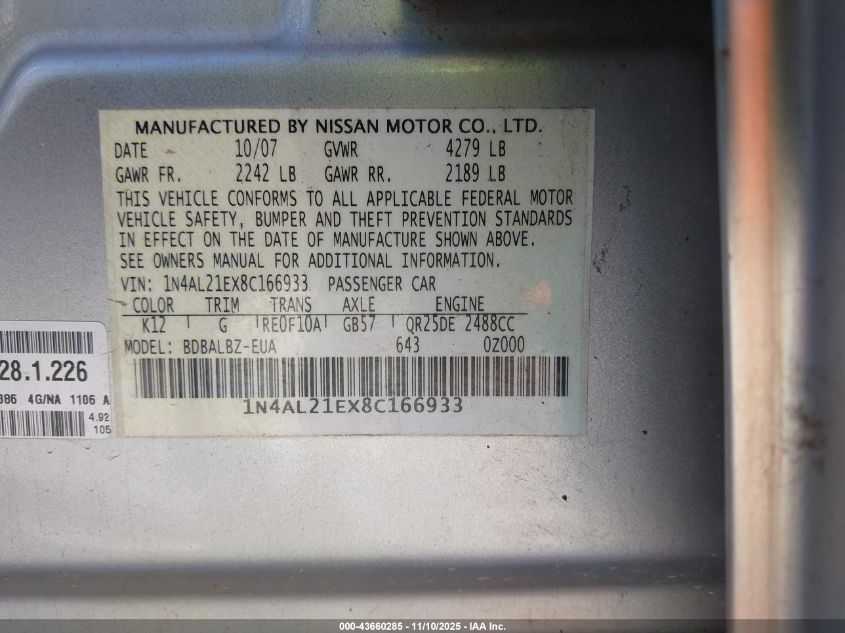 MANUFACTURED BY NISSAN MOTOR CO., LTD.
DATE 10/07 GVWR 4279 LB
GAWR FR. 2242 LB GAWR RR. 2189 LB
THIS VEHICLE CONFORMS TO ALL APPLICABLE FEDERAL MOTOR
VEHICLE SAFETY, BUMPER AND THEFT PREVENTION STANDARDS
IN EFFECT ON THE DATE OF MANUFACTURE SHOWN ABOVE.
SEE OWNERS MANUAL FOR ADDITIONAL INFORMATION.
VIN: 1N4AL21EX8C166933 PASSENGER CAR
COLOR TRIM TRANS AXLE ENGINE
K12 G RE0F10A GB57 QR25DE 2488CC
MODEL: BDBALBZ-EUA 643 0Z000
1N4AL21EX8C166933
28.1.226
386 4G/NA 1106 A
4.92
105
000-43660285 - 11/10/2025 - IAA Inc.